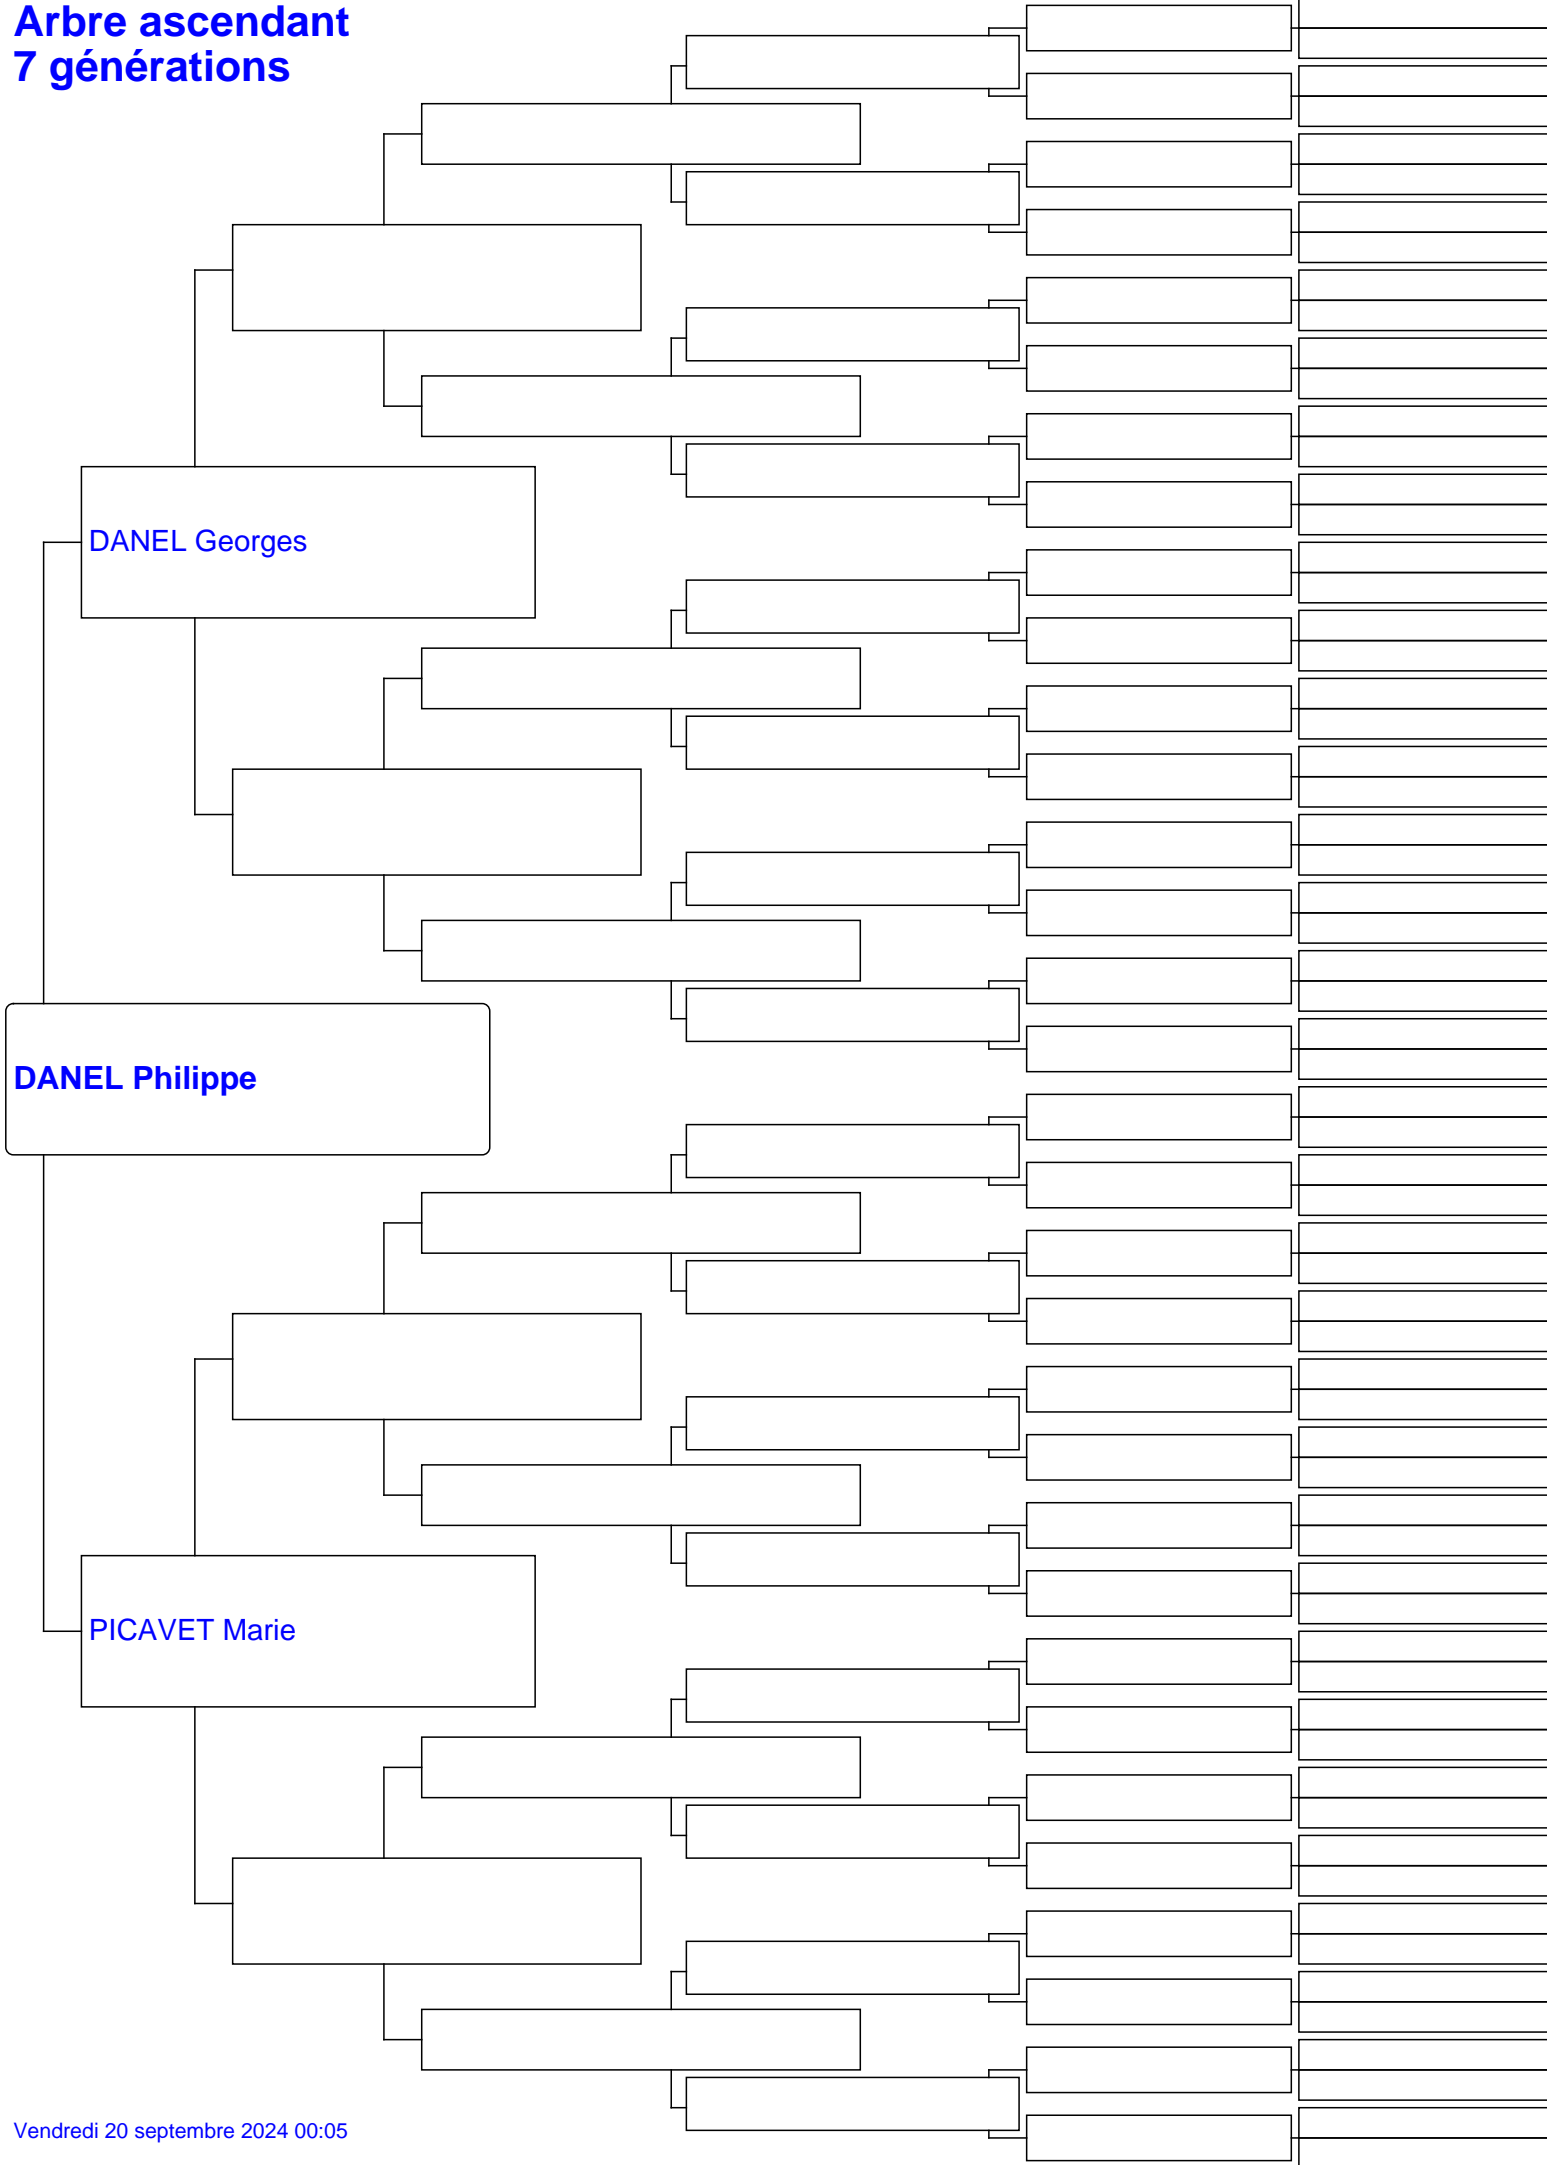 Arbre ascendant
7 générations
DANEL Georges
DANEL Philippe
PICAVET Marie
Vendredi 20 septembre 2024 00:05